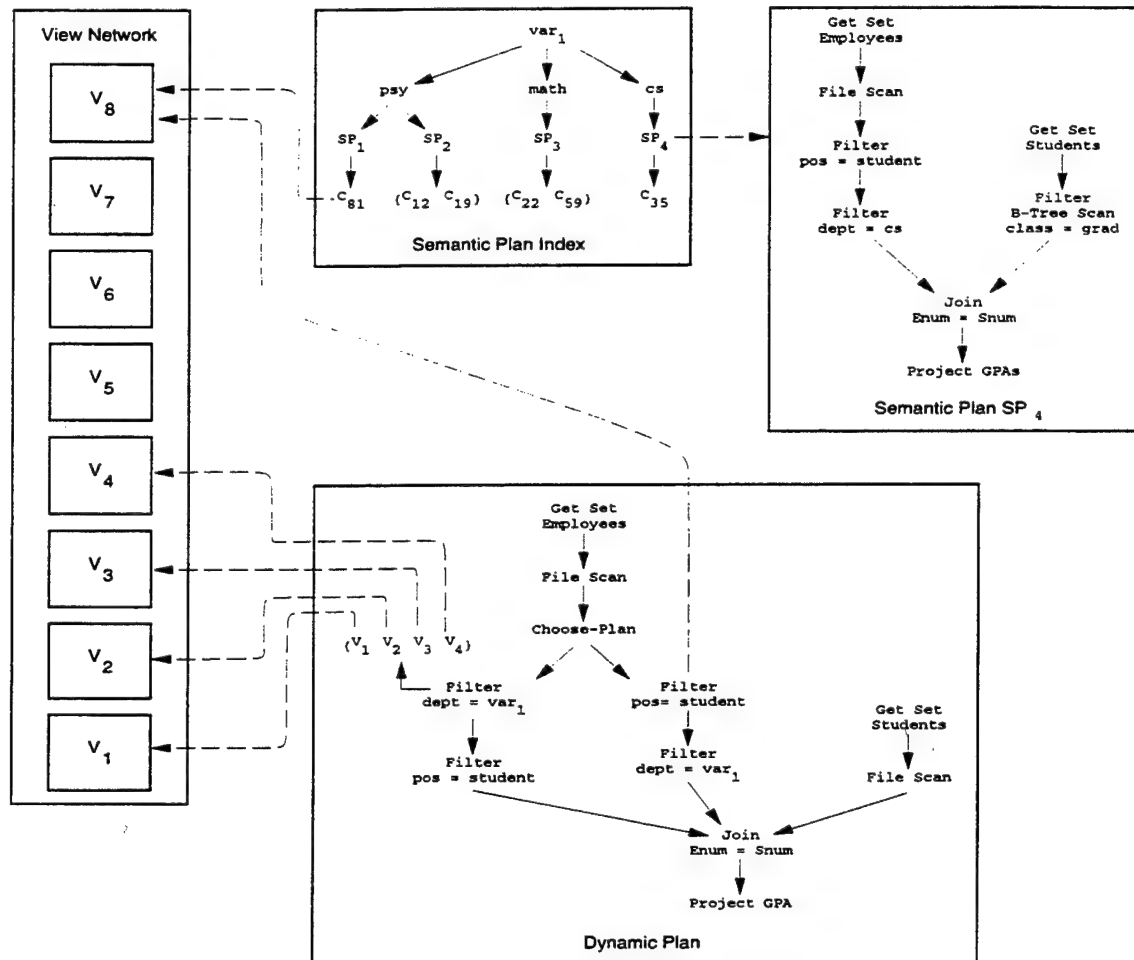 View Network
V8
V7
V6
V5
V4
V3
V2
V1
var1
psy math cs
SP1 SP2 SP3 SP4
C81 {C12 C19} {C22 C59} C35
Semantic Plan Index
Get Set
Employees
File Scan
Filter
pos = student
Filter
dept = cs
Get Set
Students
Filter
B-Tree Scan
class = grad
Join
Enum = Snum
Project GPAs
Semantic Plan SP 4
Get Set
Employees
File Scan
Choose-Plan
{V1 V2 V3 V4}
Filter
dept = var1
Filter
pos = student
Filter
pos= student
Filter
dept = var1
Get Set
Students
File Scan
Join
Enum = Snum
Project GPA
Dynamic Plan